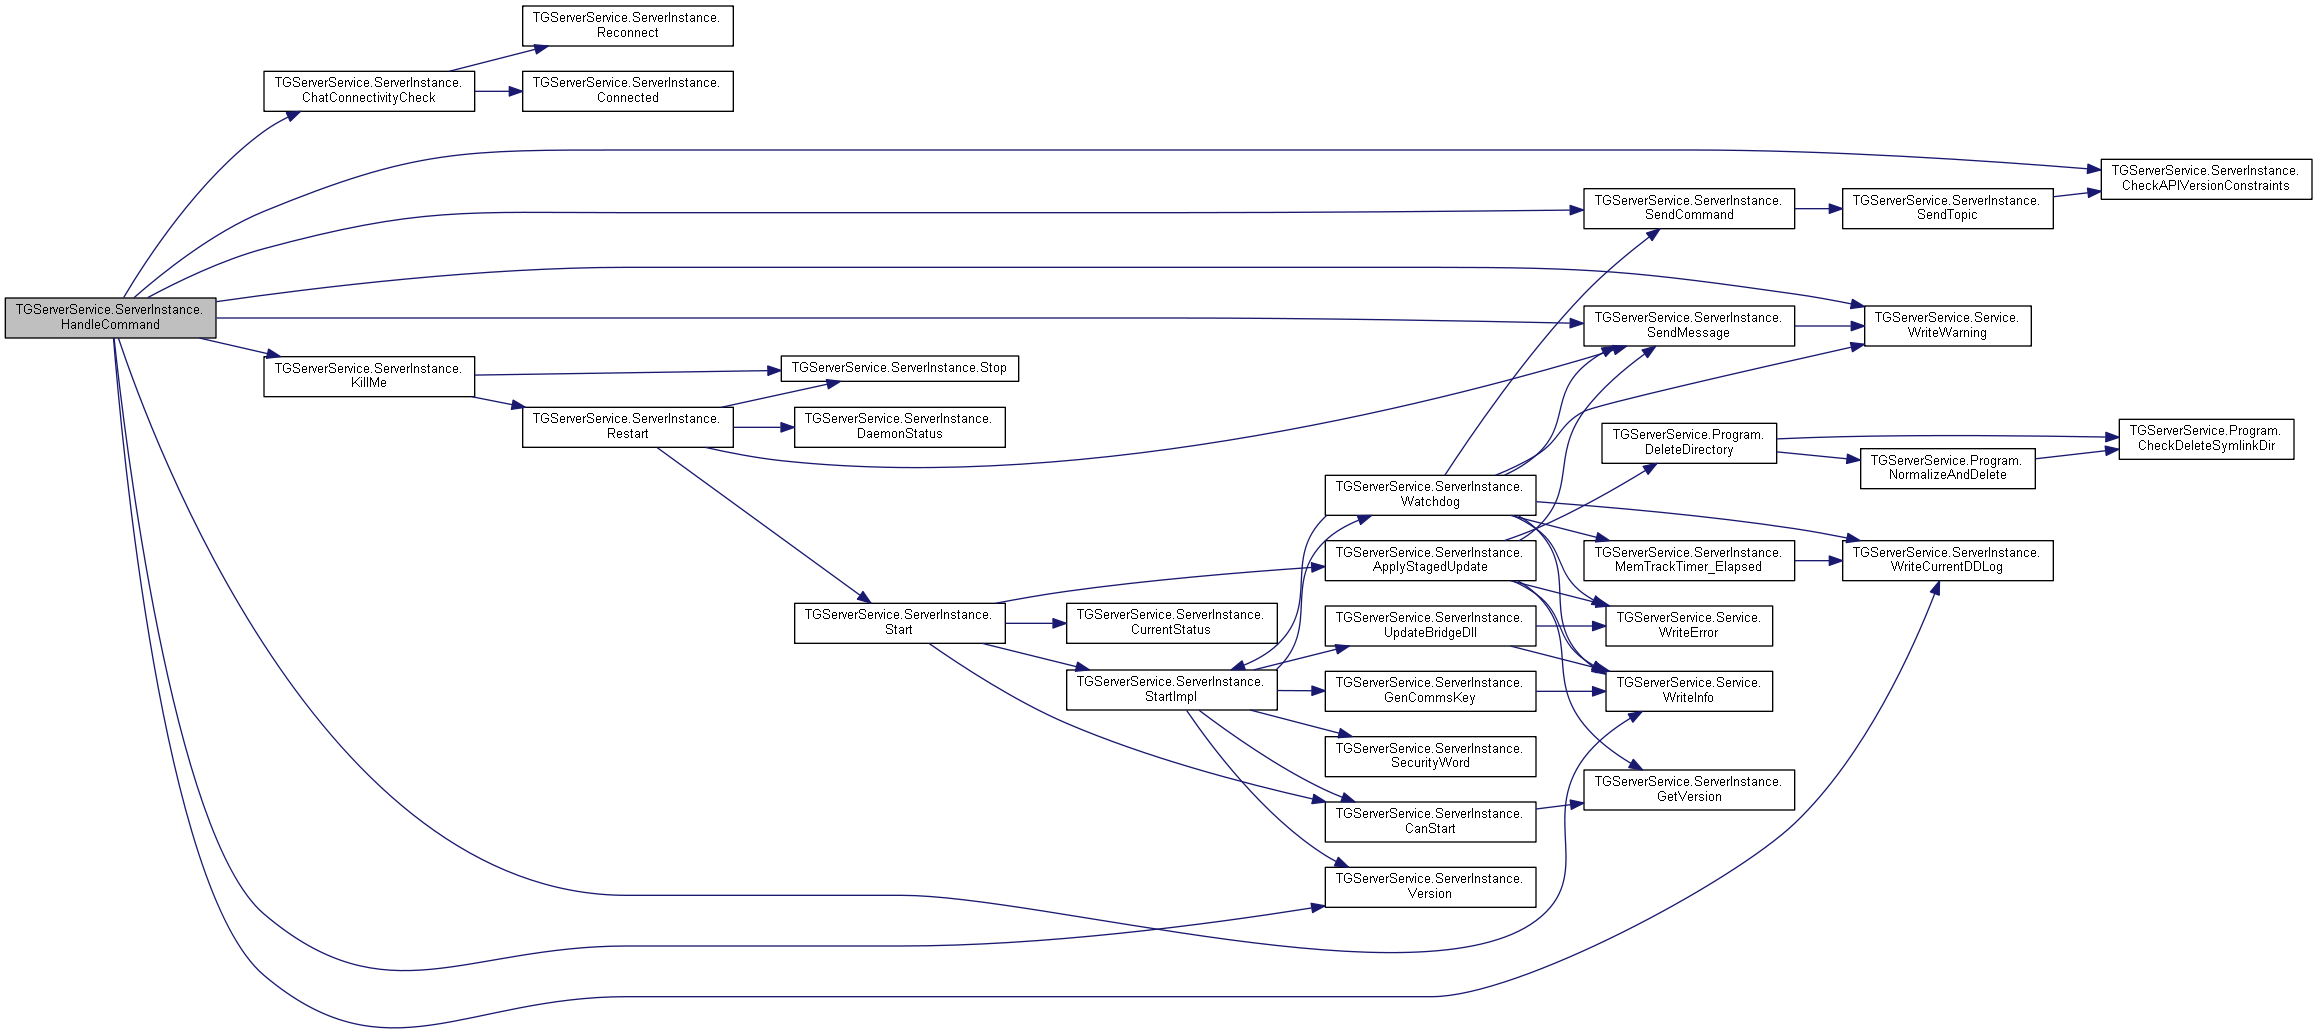 TGServerService.ServerInstance.
Reconnect
TGServerService.ServerInstance.
ChatConnectivityCheck
TGServerService.ServerInstance.
Connected
TGServerService.ServerInstance.
CheckAPIVersionConstraints
TGServerService.ServerInstance.
SendCommand
TGServerService.ServerInstance.
SendTopic
TGServerService.ServerInstance.
HandleCommand
TGServerService.ServerInstance.
SendMessage
TGServerService.Service.
WriteWarning
TGServerService.ServerInstance.
KillMe
TGServerService.ServerInstance.Stop
TGServerService.ServerInstance.
Restart
TGServerService.ServerInstance.
DaemonStatus
TGServerService.Program.
DeleteDirectory
TGServerService.Program.
CheckDeleteSymlinkDir
TGServerService.Program.
NormalizeAndDelete
TGServerService.ServerInstance.
Watchdog
TGServerService.ServerInstance.
ApplyStagedUpdate
TGServerService.ServerInstance.
MemTrackTimer_Elapsed
TGServerService.ServerInstance.
WriteCurrentDDLog
TGServerService.ServerInstance.
Start
TGServerService.ServerInstance.
CurrentStatus
TGServerService.ServerInstance.
UpdateBridgeDll
TGServerService.Service.
WriteError
TGServerService.ServerInstance.
StartImpl
TGServerService.ServerInstance.
GenCommsKey
TGServerService.Service.
WriteInfo
TGServerService.ServerInstance.
SecurityWord
TGServerService.ServerInstance.
GetVersion
TGServerService.ServerInstance.
CanStart
TGServerService.ServerInstance.
Version